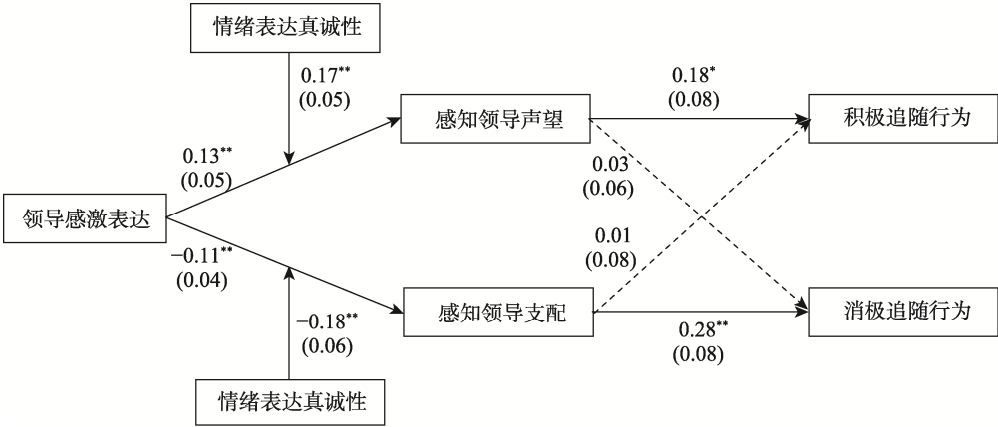 情绪表达真诚性
0.17**
(0.05)
0.18*
(0.08)
感知领导声望
积极追随行为
0.13**
(0.05)
0.03
(0.06)
领导感激表达
−0.11**
(0.04)
0.01
(0.08)
感知领导支配
消极追随行为
−0.18**
(0.06)
0.28**
(0.08)
情绪表达真诚性